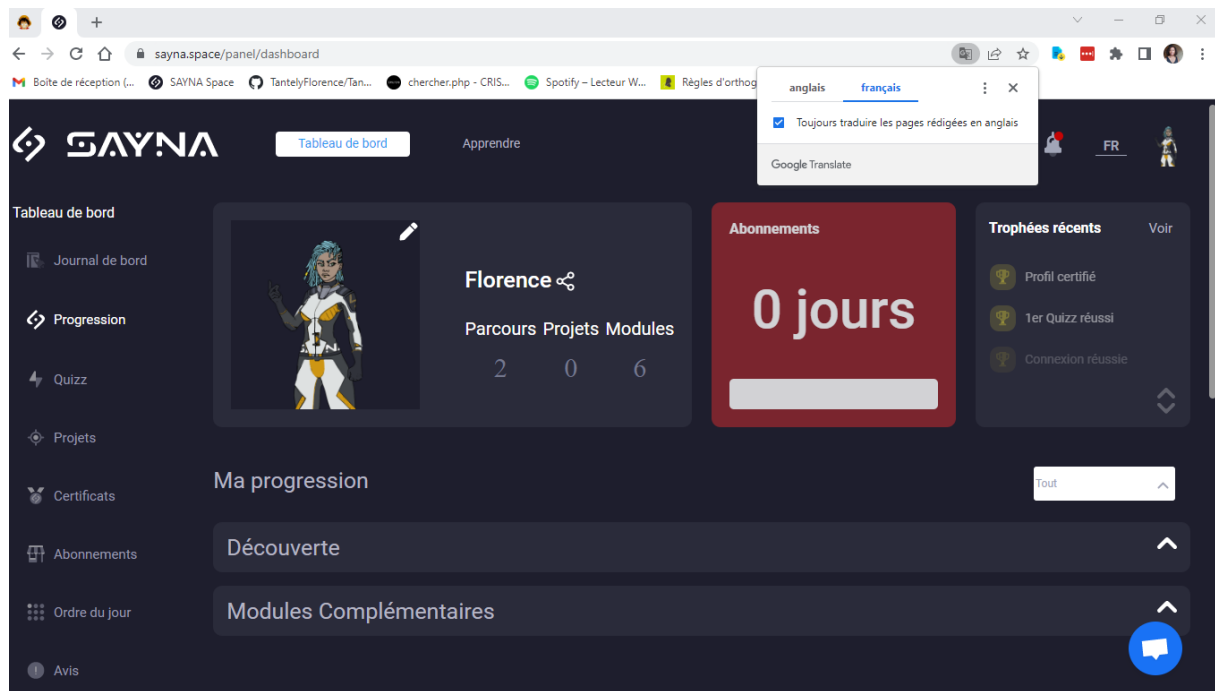 sayna.space/panel/dashboard
Boîte de réception (... SAYNA Space TantelyFlorence/Tan... chercher.php - CRIS... Spotify – Lecteur W... Règles d'orthog
anglais français
Toujours traduire les pages rédigées en anglais
Google Translate
SAYNA Tableau de bord Apprendre FR
Tableau de bord
Journal de bord
Progression
Quizz
Projets
Certificats
Abonnements
Ordre du jour
Avis
Florence
Parcours Projets Modules
2 0 6
Abonnements
0 jours
Trophées récents Voir
Profil certifié
1er Quizz réussi
Connexion réussie
Ma progression Tout
Découverte
Modules Complémentaires